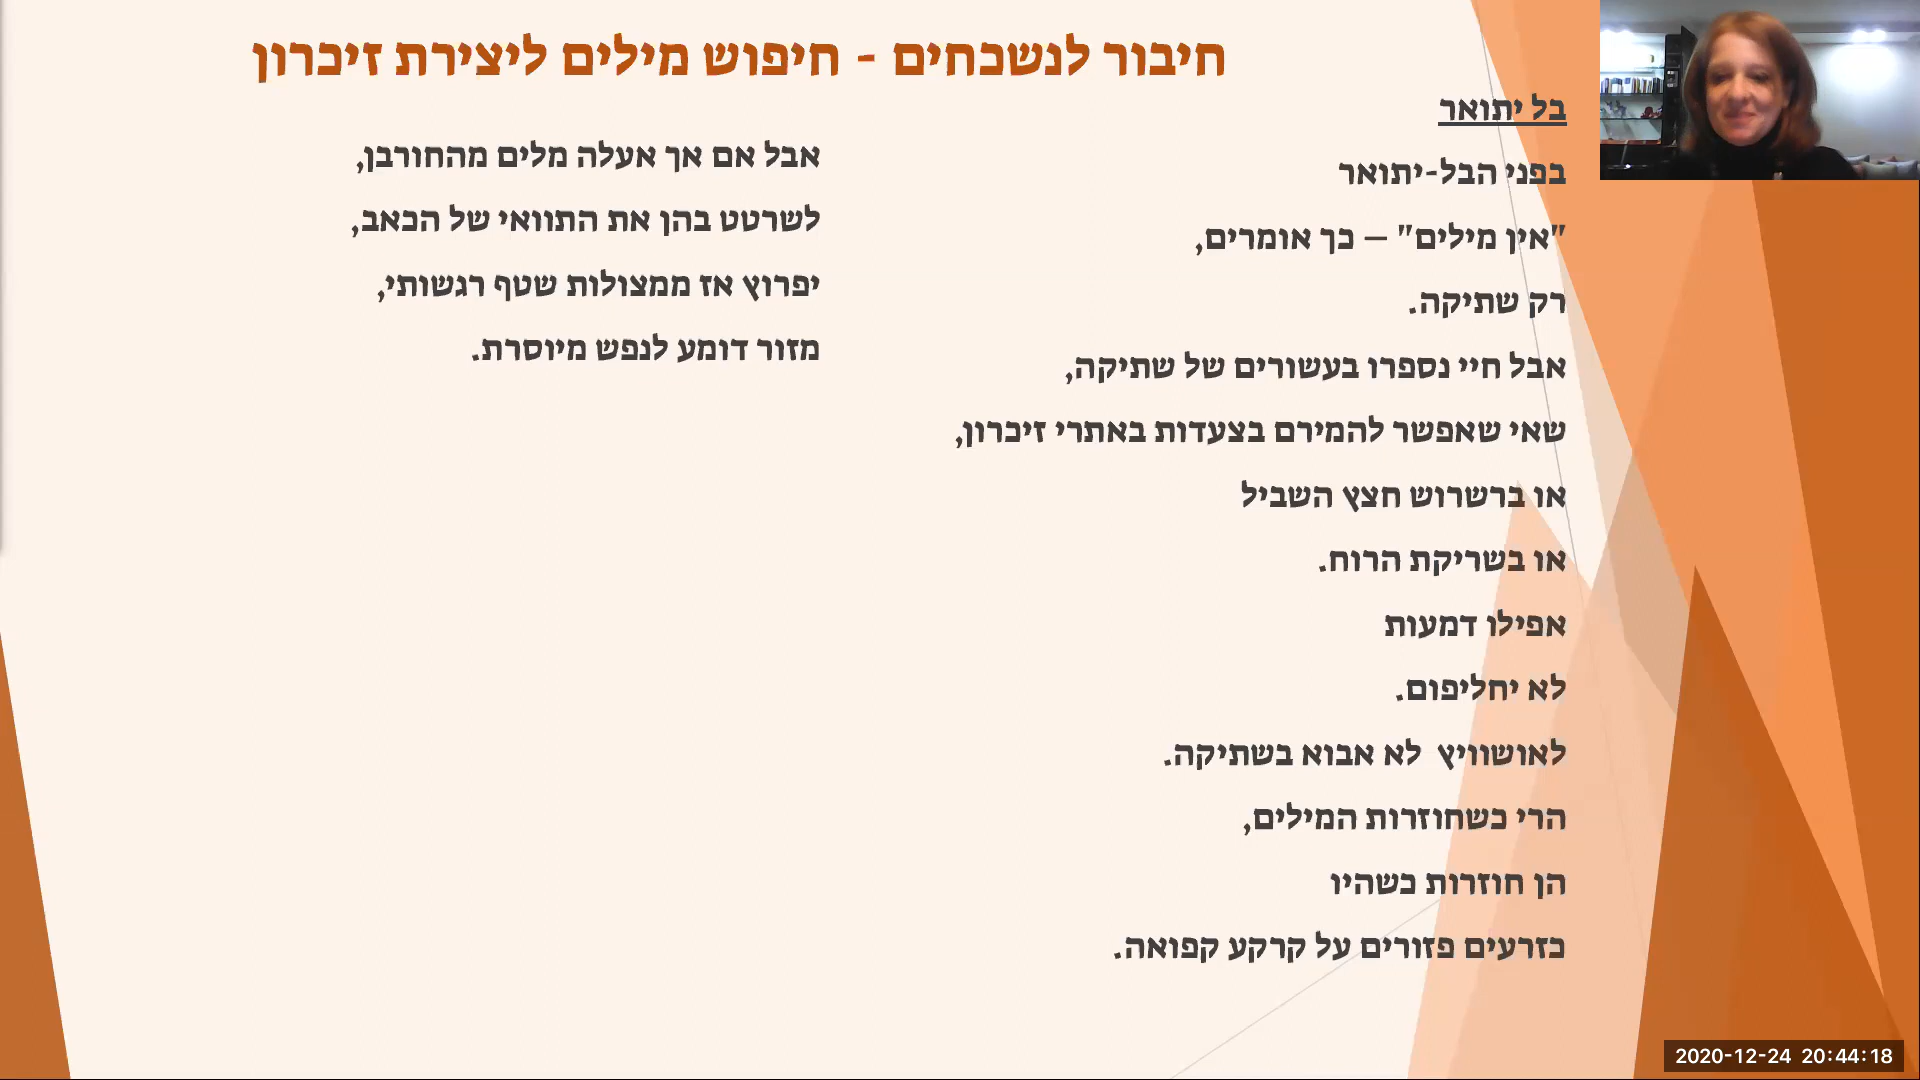 חיבור לנשכחים - חיפוש מילים ליצירת זיכרון
בל יתואר
בפני הבל-יתואר
"אין מילים" – כך אומרים,
רק שתיקה.
אבל חיי נספרו בעשורים של שתיקה,
שאי שאפשר להמירם בצעדות באתרי זיכרון,
או ברשרוש חצץ השביל
או בשריקת הרוח.
אפילו דמעות
לא יחליפום.
לאושוויץ לא אבוא בשתיקה.
הרי כשחוזרות המילים,
הן חוזרות כשהיו
כזרעים פזורים על קרקע קפואה.
אבל אם אך אעלה מלים מהחורבן,
לשרטט בהן את התוואי של הכאב,
יפרוץ אז ממצולות שטף רגשותי,
מזור דומע לנפש מיוסרת.
2020-12-24 20:44:18